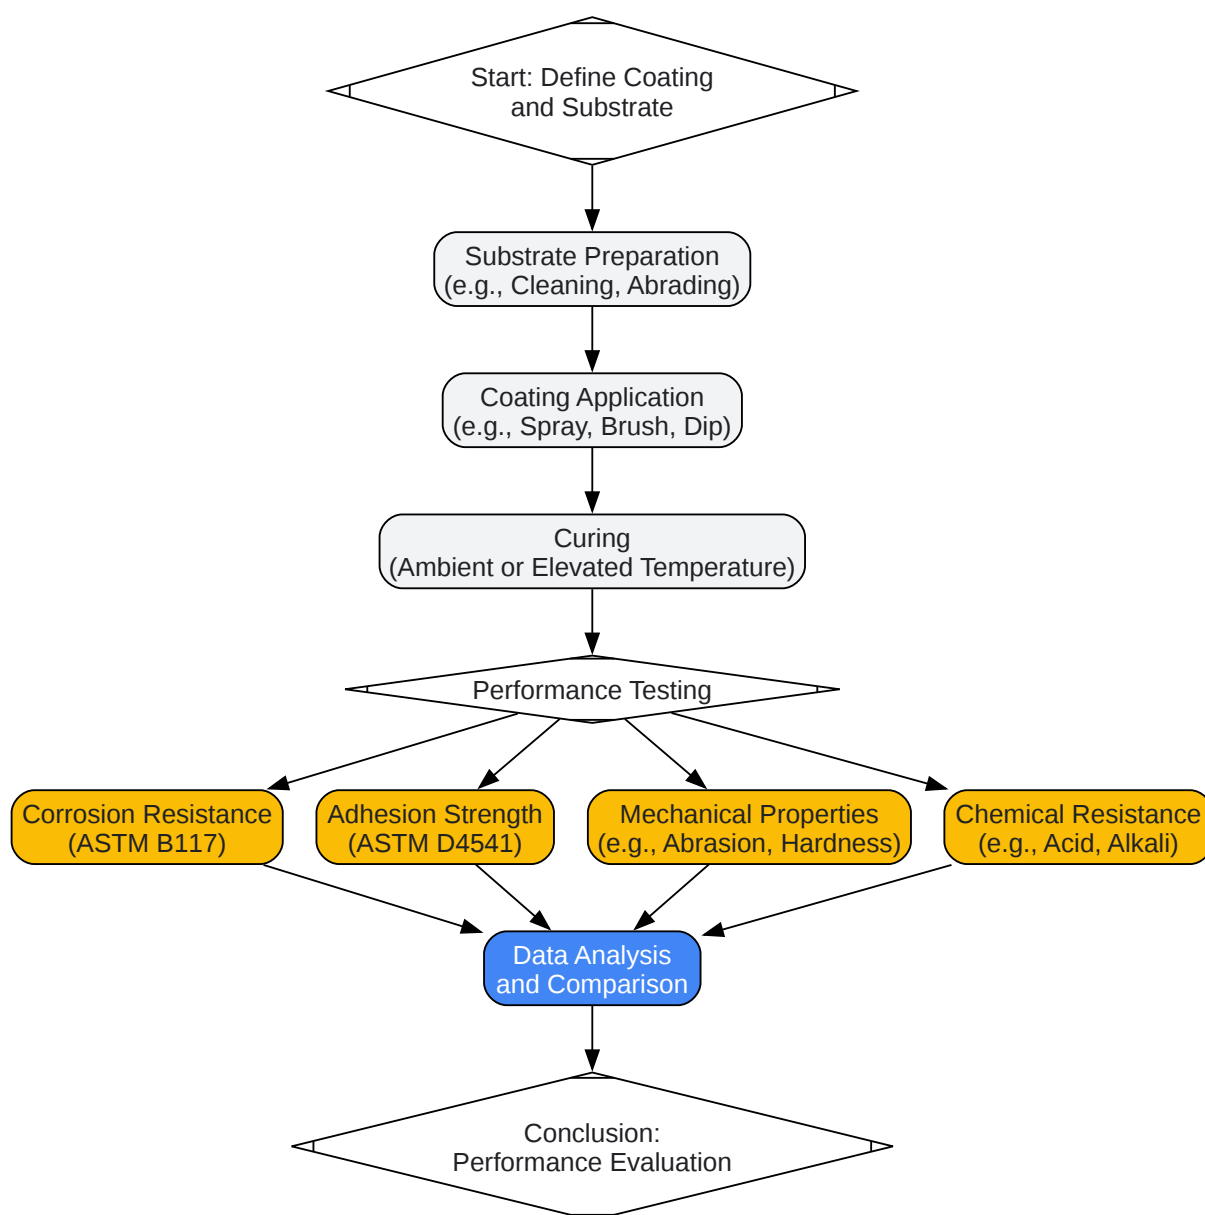 Start: Define Coating
and Substrate
Substrate Preparation
(e.g., Cleaning, Abrading)
Coating Application
(e.g., Spray, Brush, Dip)
Curing
(Ambient or Elevated Temperature)
Performance Testing
Corrosion Resistance
(ASTM B117)
Adhesion Strength
(ASTM D4541)
Mechanical Properties
(e.g., Abrasion, Hardness)
Chemical Resistance
(e.g., Acid, Alkali)
Data Analysis
and Comparison
Conclusion:
Performance Evaluation